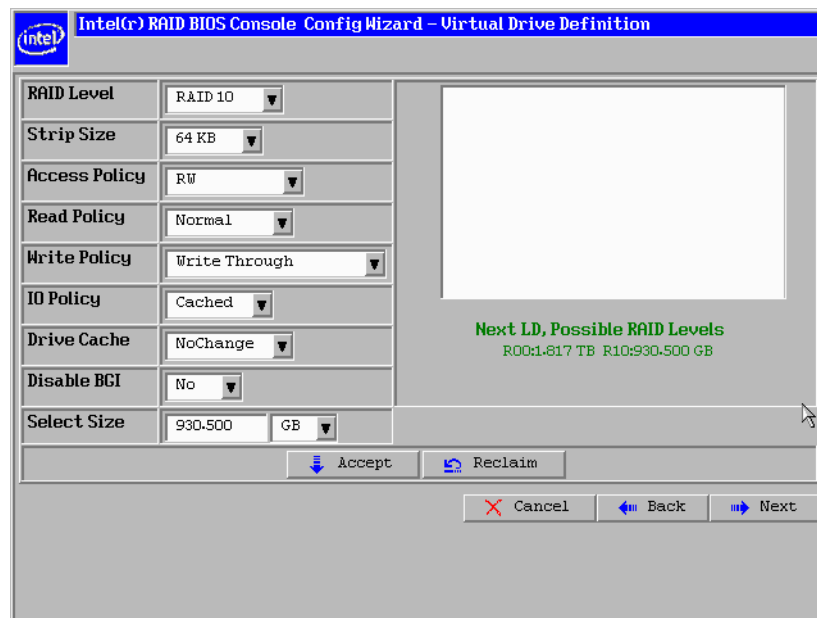 intel
Intel(r) RAID BIOS Console Config Wizard – Virtual Drive Definition
RAID Level RAID 10
Strip Size 64 KB
Access Policy RW
Read Policy Normal
Write Policy Write Through
IO Policy Cached
Drive Cache NoChange
Disable BGI No
Select Size 930.500 GB
Next LD, Possible RAID Levels
R00:1.817 TB R10:930.500 GB
Accept Reclaim
Cancel Back Next